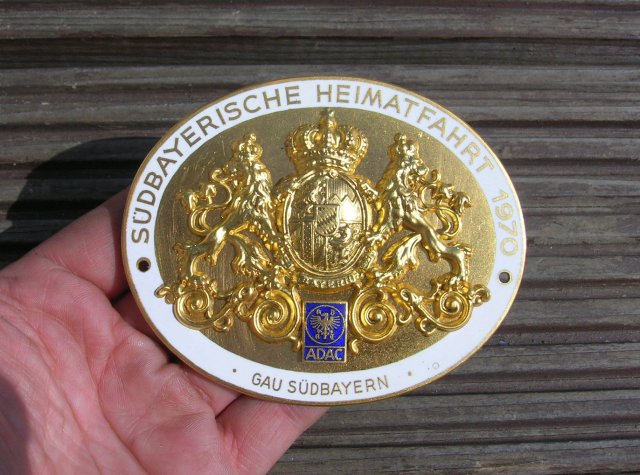 SÜDBAYERISCHE HEIMATFAHRT 1970
ADAC
· GAU SÜDBAYERN ·